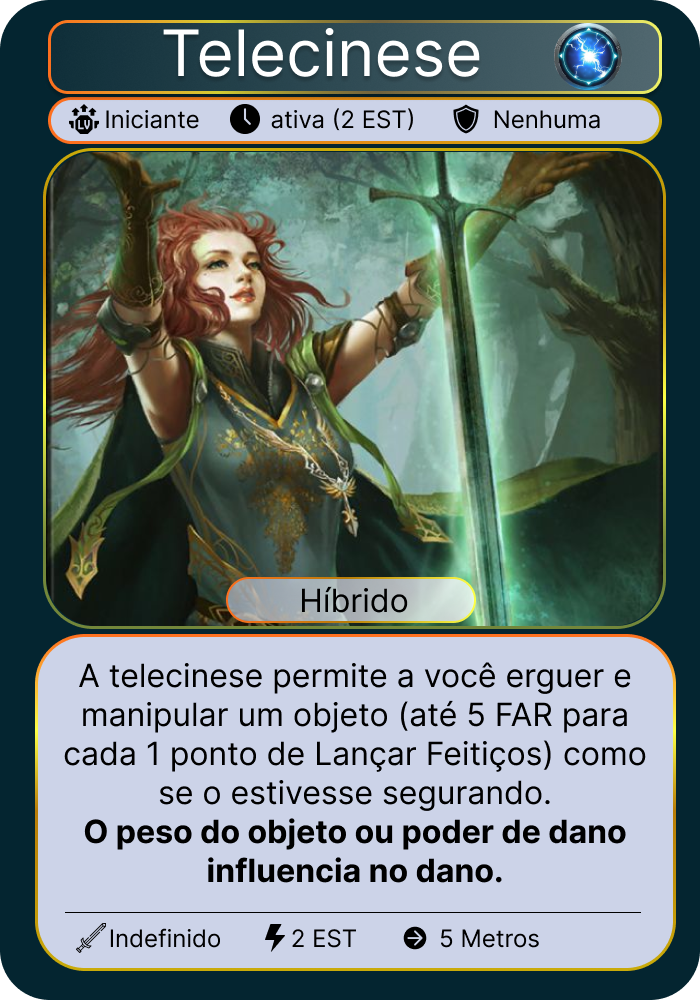 Telecinese
LV Iniciante ativa (2 EST) Nenhuma
Híbrido
A telecinese permite a você erguer e
manipular um objeto (até 5 FAR para
cada 1 ponto de Lançar Feitiços) como
se o estivesse segurando.
O peso do objeto ou poder de dano
influencia no dano.
Indefinido 2 EST 5 Metros